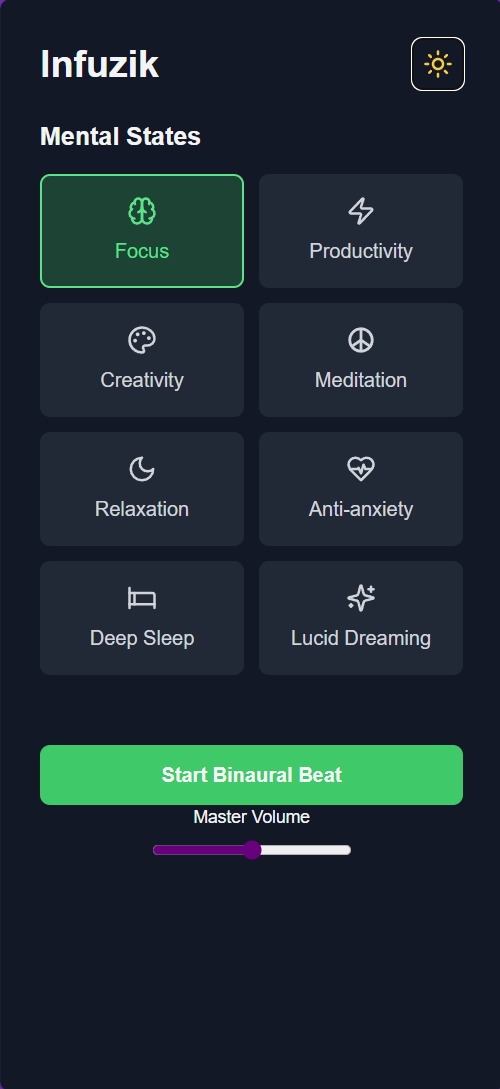 Infuzik
Mental States
Focus
Productivity
Creativity
Meditation
Relaxation
Anti-anxiety
Deep Sleep
Lucid Dreaming
Start Binaural Beat
Master Volume